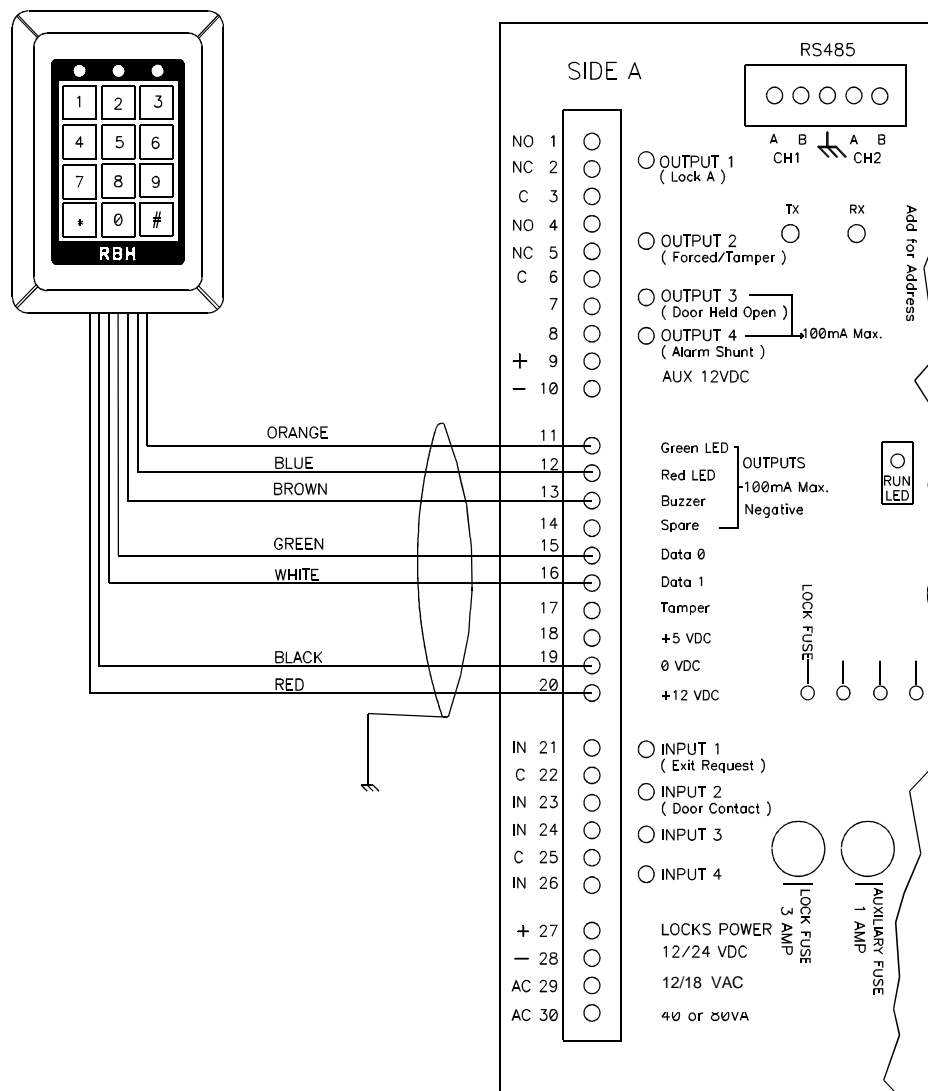 1 2 3
4 5 6
7 8 9
* 0 #
RBH
ORANGE
BLUE
BROWN
GREEN
WHITE
BLACK
RED
SIDE A
NO 1
NC 2
C 3
NO 4
NC 5
C 6
7
8
+ 9
− 10
11
12
13
14
15
16
17
18
19
20
IN 21
C 22
IN 23
IN 24
C 25
IN 26
+ 27
− 28
AC 29
AC 30
OUTPUT 1
( Lock A )
OUTPUT 2
( Forced/Tamper )
OUTPUT 3
( Door Held Open )
OUTPUT 4
( Alarm Shunt )
100mA Max.
AUX 12VDC
Green LED
Red LED
Buzzer
Spare
OUTPUTS
100mA Max.
Negative
Data 0
Data 1
Tamper
+5 VDC
0 VDC
+12 VDC
INPUT 1
( Exit Request )
INPUT 2
( Door Contact )
INPUT 3
INPUT 4
LOCKS POWER
12/24 VDC
12/18 VAC
40 or 80VA
RS485
A B A B
CH1 CH2
TX RX
Add for Address
RUN
LED
LOCK FUSE
LOCK FUSE
3 AMP
AUXILIARY FUSE
1 AMP